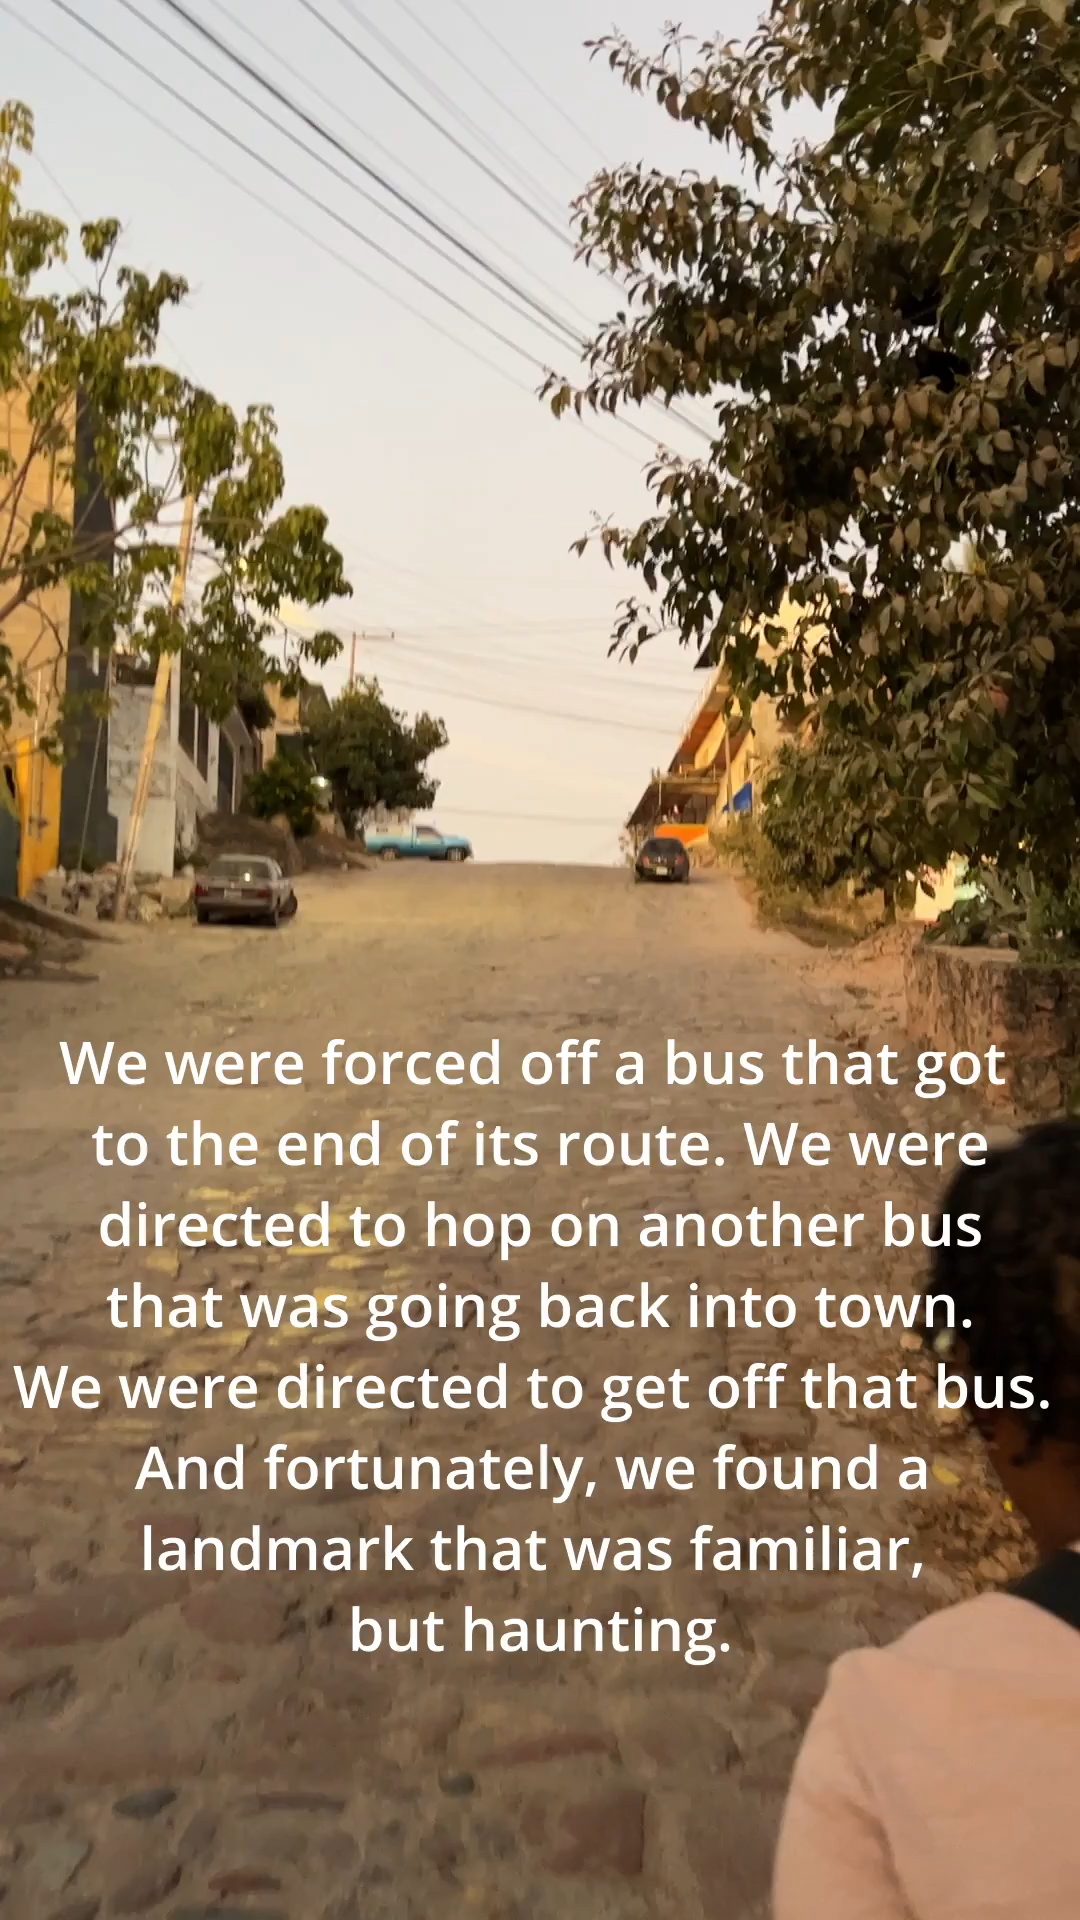 We were forced off a bus that got
to the end of its route. We were
directed to hop on another bus
that was going back into town.
We were directed to get off that bus.
And fortunately, we found a
landmark that was familiar,
but haunting.